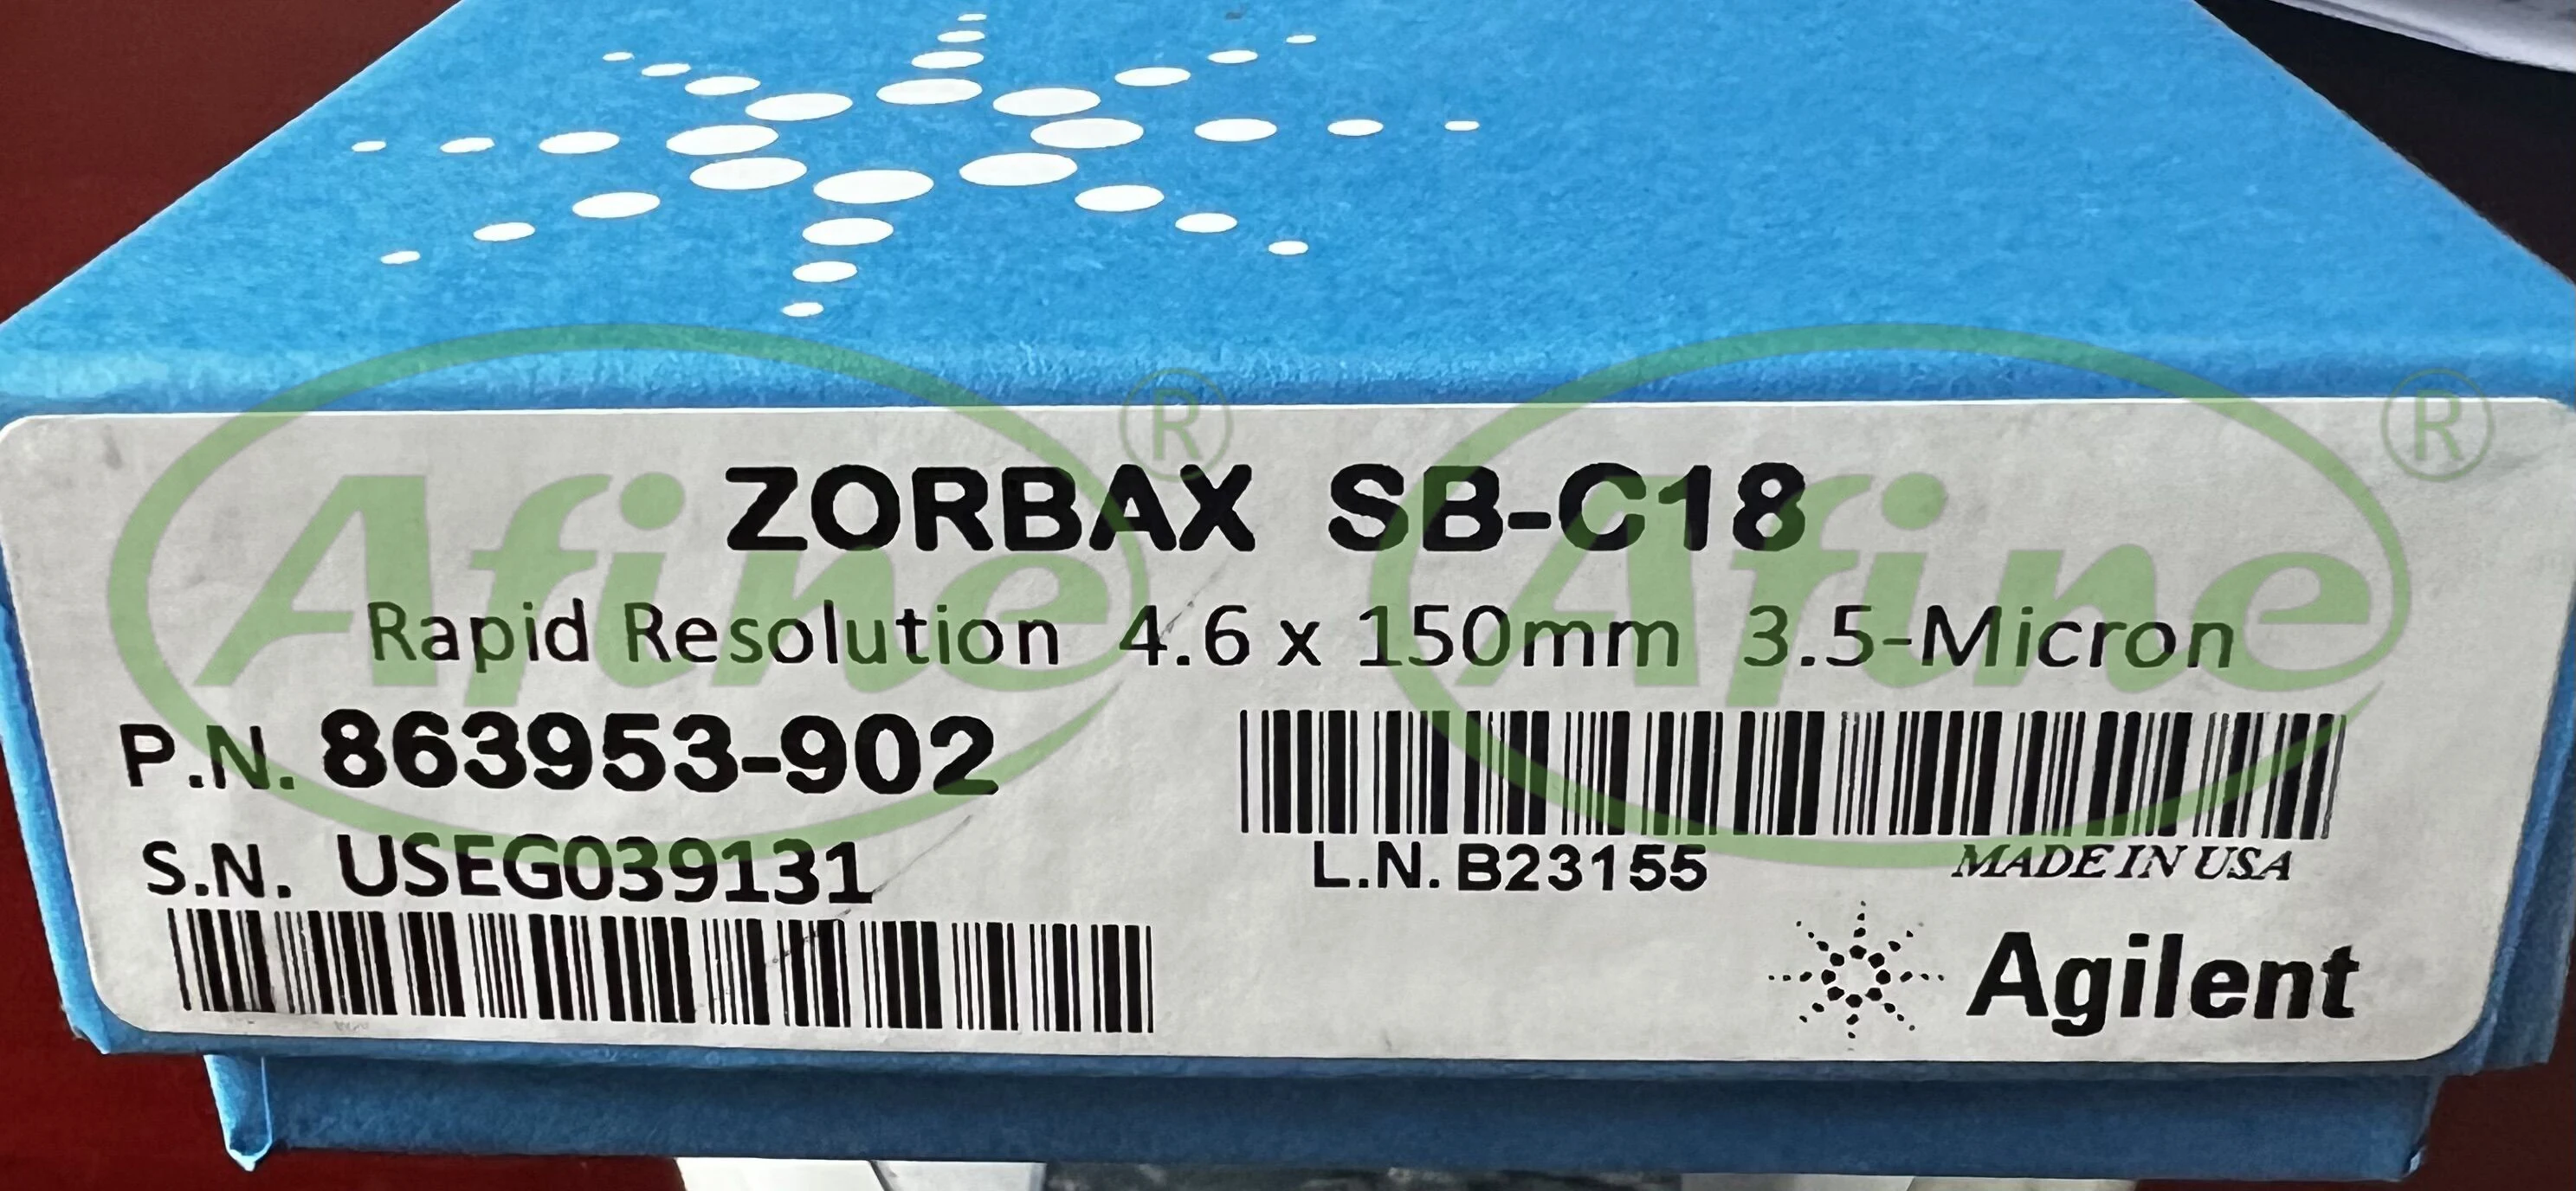 ZORBAX SB-C18
Rapid Resolution 4.6 x 150mm 3.5-Micron
P.N. 863953-902
S.N. USEG039131
L.N. B23155
MADE IN USA
Agilent
Afine ®
Afine ®